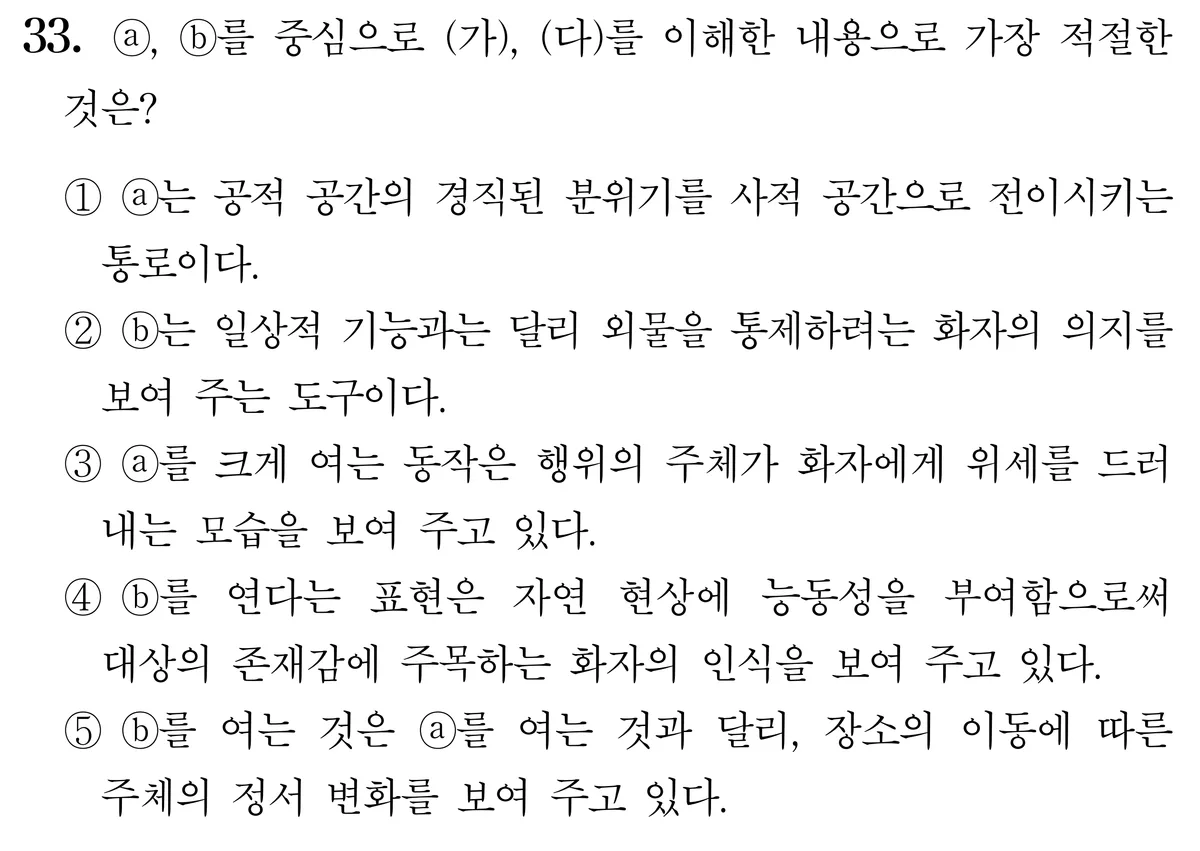 33. ⓐ, ⓑ를 중심으로 (가), (다)를 이해한 내용으로 가장 적절한
것은?
① ⓐ는 공적 공간의 경직된 분위기를 사적 공간으로 전이시키는
통로이다.
② ⓑ는 일상적 기능과는 달리 외물을 통제하려는 화자의 의지를
보여 주는 도구이다.
③ ⓐ를 크게 여는 동작은 행위의 주체가 화자에게 위세를 드러
내는 모습을 보여 주고 있다.
④ ⓑ를 연다는 표현은 자연 현상에 능동성을 부여함으로써
대상의 존재감에 주목하는 화자의 인식을 보여 주고 있다.
⑤ ⓑ를 여는 것은 ⓐ를 여는 것과 달리, 장소의 이동에 따른
주체의 정서 변화를 보여 주고 있다.